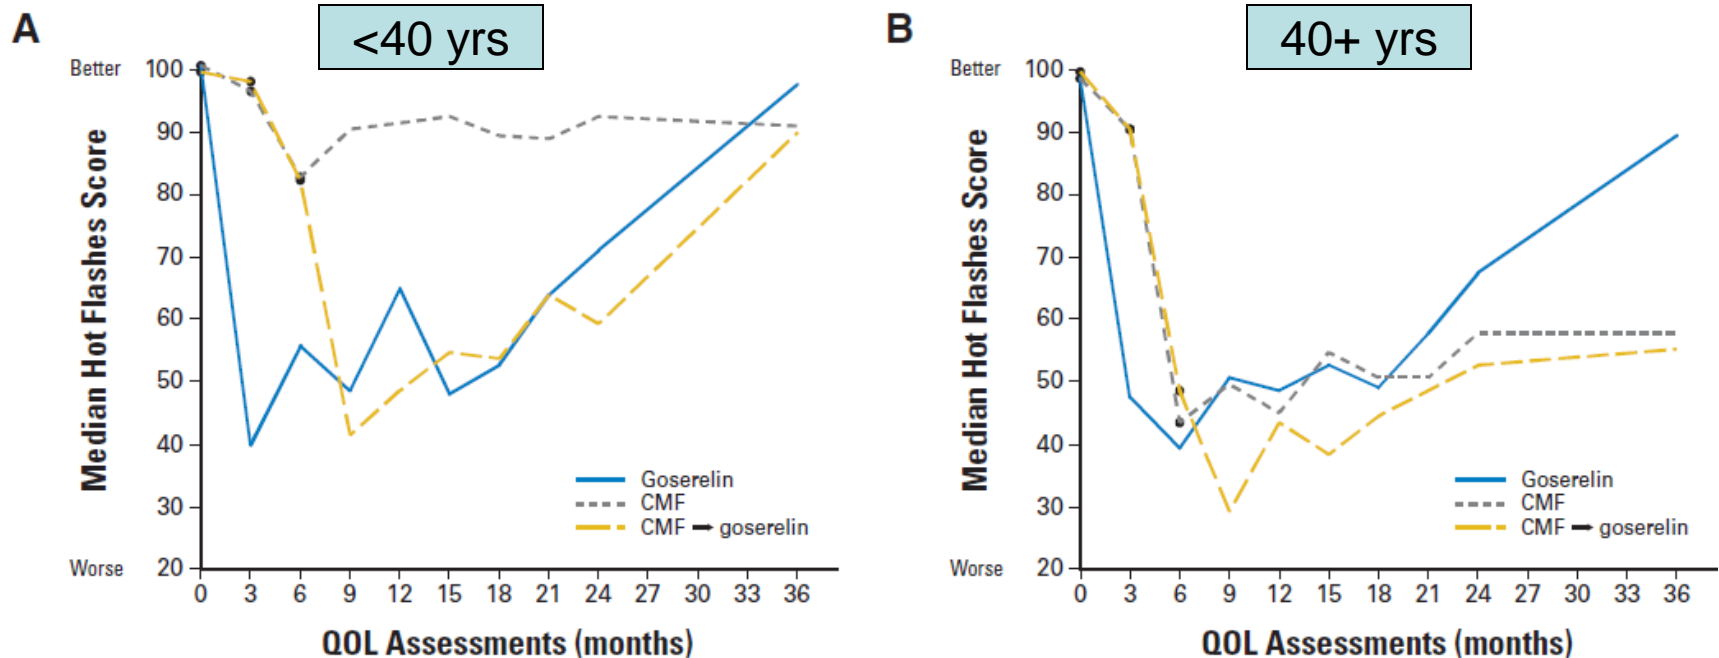 A
<40 yrs
Better
100
90
80
70
60
50
40
30
20
Worse
Median Hot Flashes Score
Goserelin
CMF
CMF ➡ goserelin
0 3 6 9 12 15 18 21 24 27 30 33 36
QOL Assessments (months)
B
40+ yrs
Better
100
90
80
70
60
50
40
30
20
Worse
Median Hot Flashes Score
Goserelin
CMF
CMF ➡ goserelin
0 3 6 9 12 15 18 21 24 27 30 33 36
QOL Assessments (months)